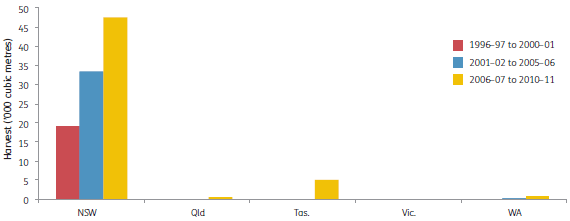 Harvest ('000 cubic metres)
50
45
40
35
30
25
20
15
10
5
0
NSW
Qld
Tas.
Vic.
WA
1996–97 to 2000–01
2001–02 to 2005–06
2006–07 to 2010–11